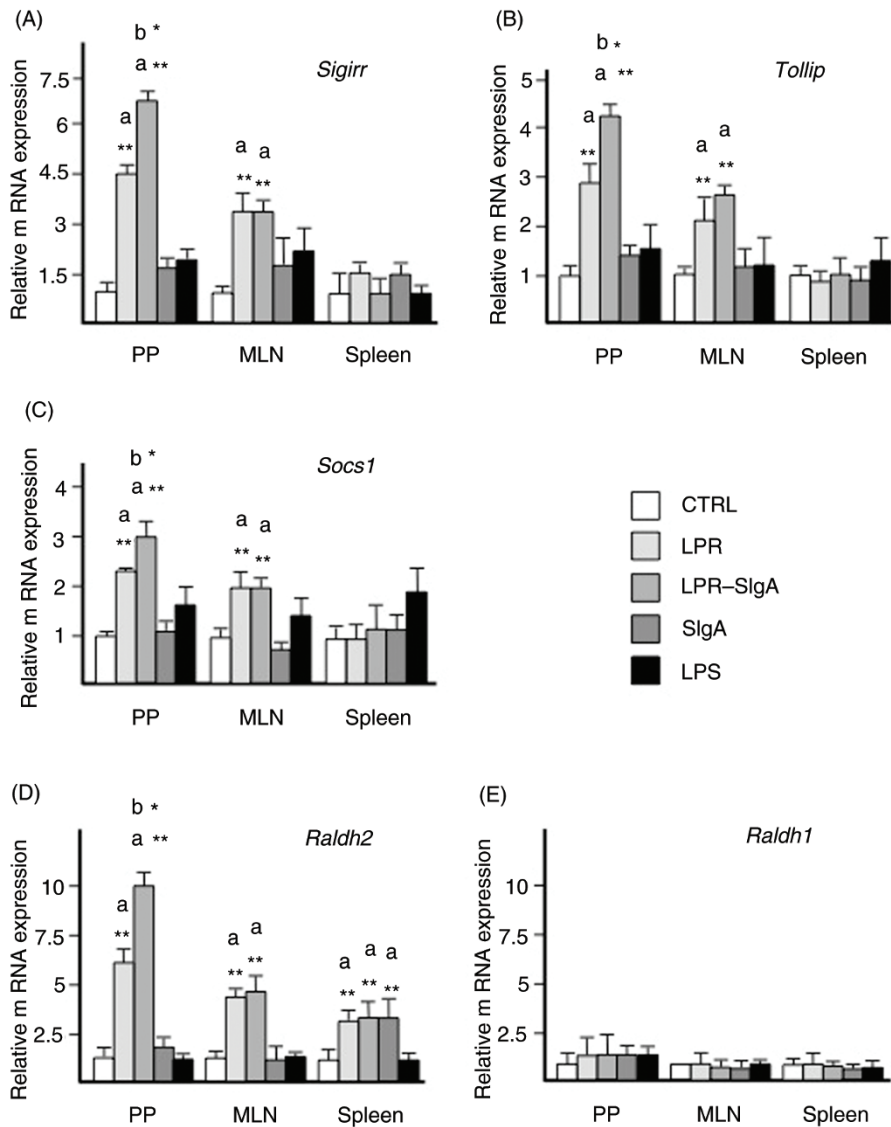 (A)
Sigirr
Relative m RNA expression
7.5
6
4.5
3
1.5
b *
a **
a
**
a
**
a
**
PP
MLN
Spleen
(B)
Tollip
Relative m RNA expression
5
4
3
2
1
b *
a **
a
**
a
**
a
**
PP
MLN
Spleen
(C)
Socs1
Relative m RNA expression
4
3
2
1
b *
a **
a
**
a
**
a
**
PP
MLN
Spleen
CTRL
LPR
LPR–SIgA
SIgA
LPS
(D)
Raldh2
Relative m RNA expression
10
7.5
5
2.5
b *
a **
a
**
a
**
a
**
a
**
a
**
a
**
PP
MLN
Spleen
(E)
Raldh1
Relative m RNA expression
10
7.5
5
2.5
PP
MLN
Spleen